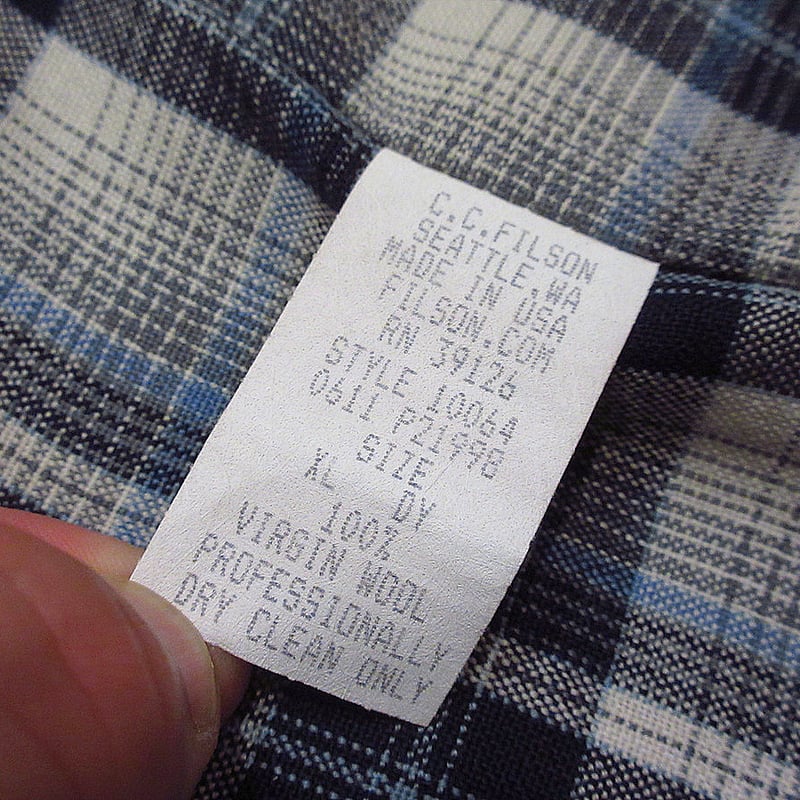 C.C.FILSON
SEATTLE,WA
MADE IN USA
FILSON.COM
RN 39126
STYLE 10064
0611 P21998
SIZE
XL DV
100%
VIRGIN WOOL
PROFESSIONALLY
DRY CLEAN ONLY